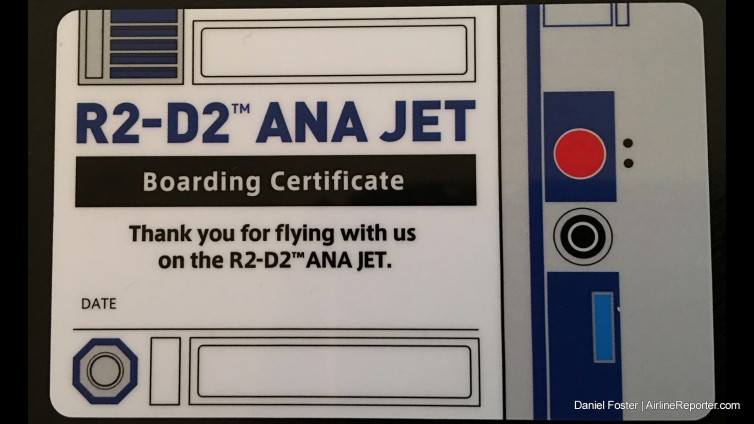 R2-D2™ ANA JET
Boarding Certificate
Thank you for flying with us
on the R2-D2™ ANA JET.
DATE
Daniel Foster | AirlineReporter.com